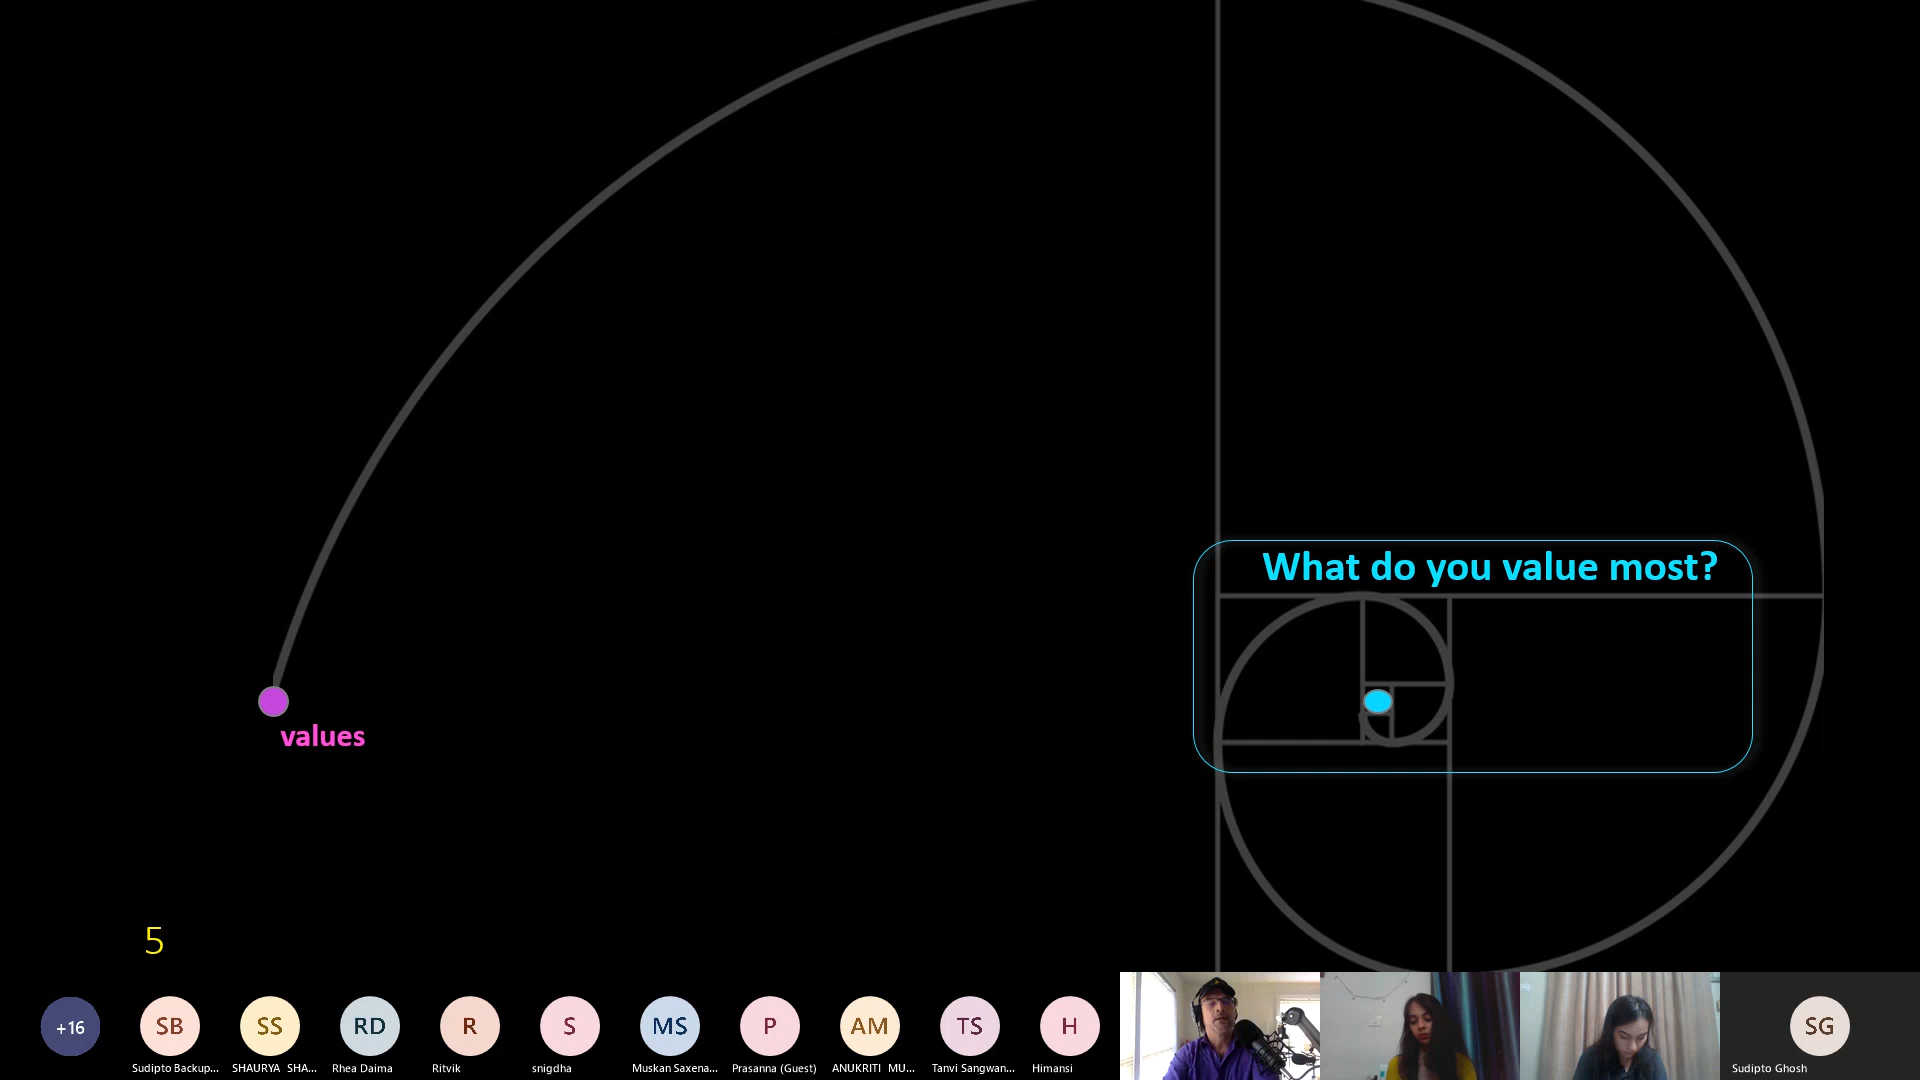 What do you value most?
values
5
+16
SB
SS
RD
R
S
MS
P
AM
TS
H
SG
Sudipto Backup...
SHAURYA SHA...
Rhea Daima
Ritvik
snigdha
Muskan Saxena...
Prasanna (Guest)
ANUKRITI MU...
Tanvi Sangwan...
Himansi
Sudipto Ghosh